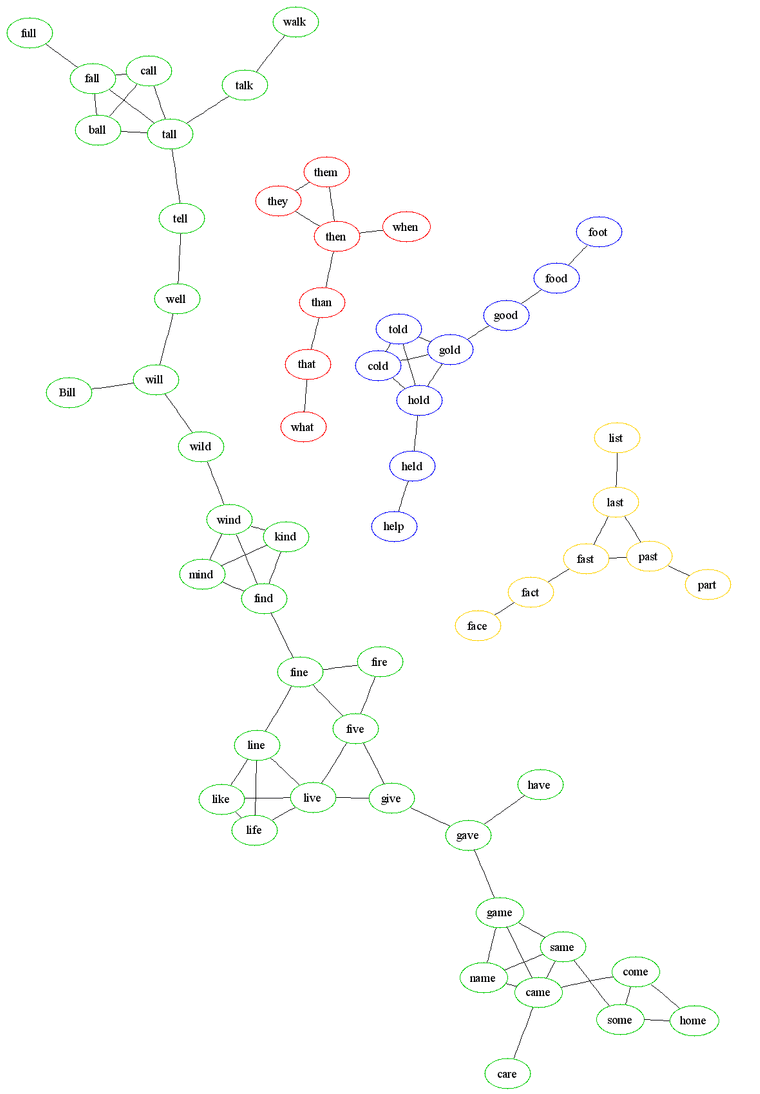 walk
full
call
fall
talk
ball
tall
them
they
tell
when
foot
then
food
well
than
good
told
gold
that
cold
will
Bill
hold
what
list
wild
held
last
wind
help
kind
past
fast
mind
part
fact
find
face
fire
fine
five
line
have
live
give
like
life
gave
game
same
come
name
came
some
home
care